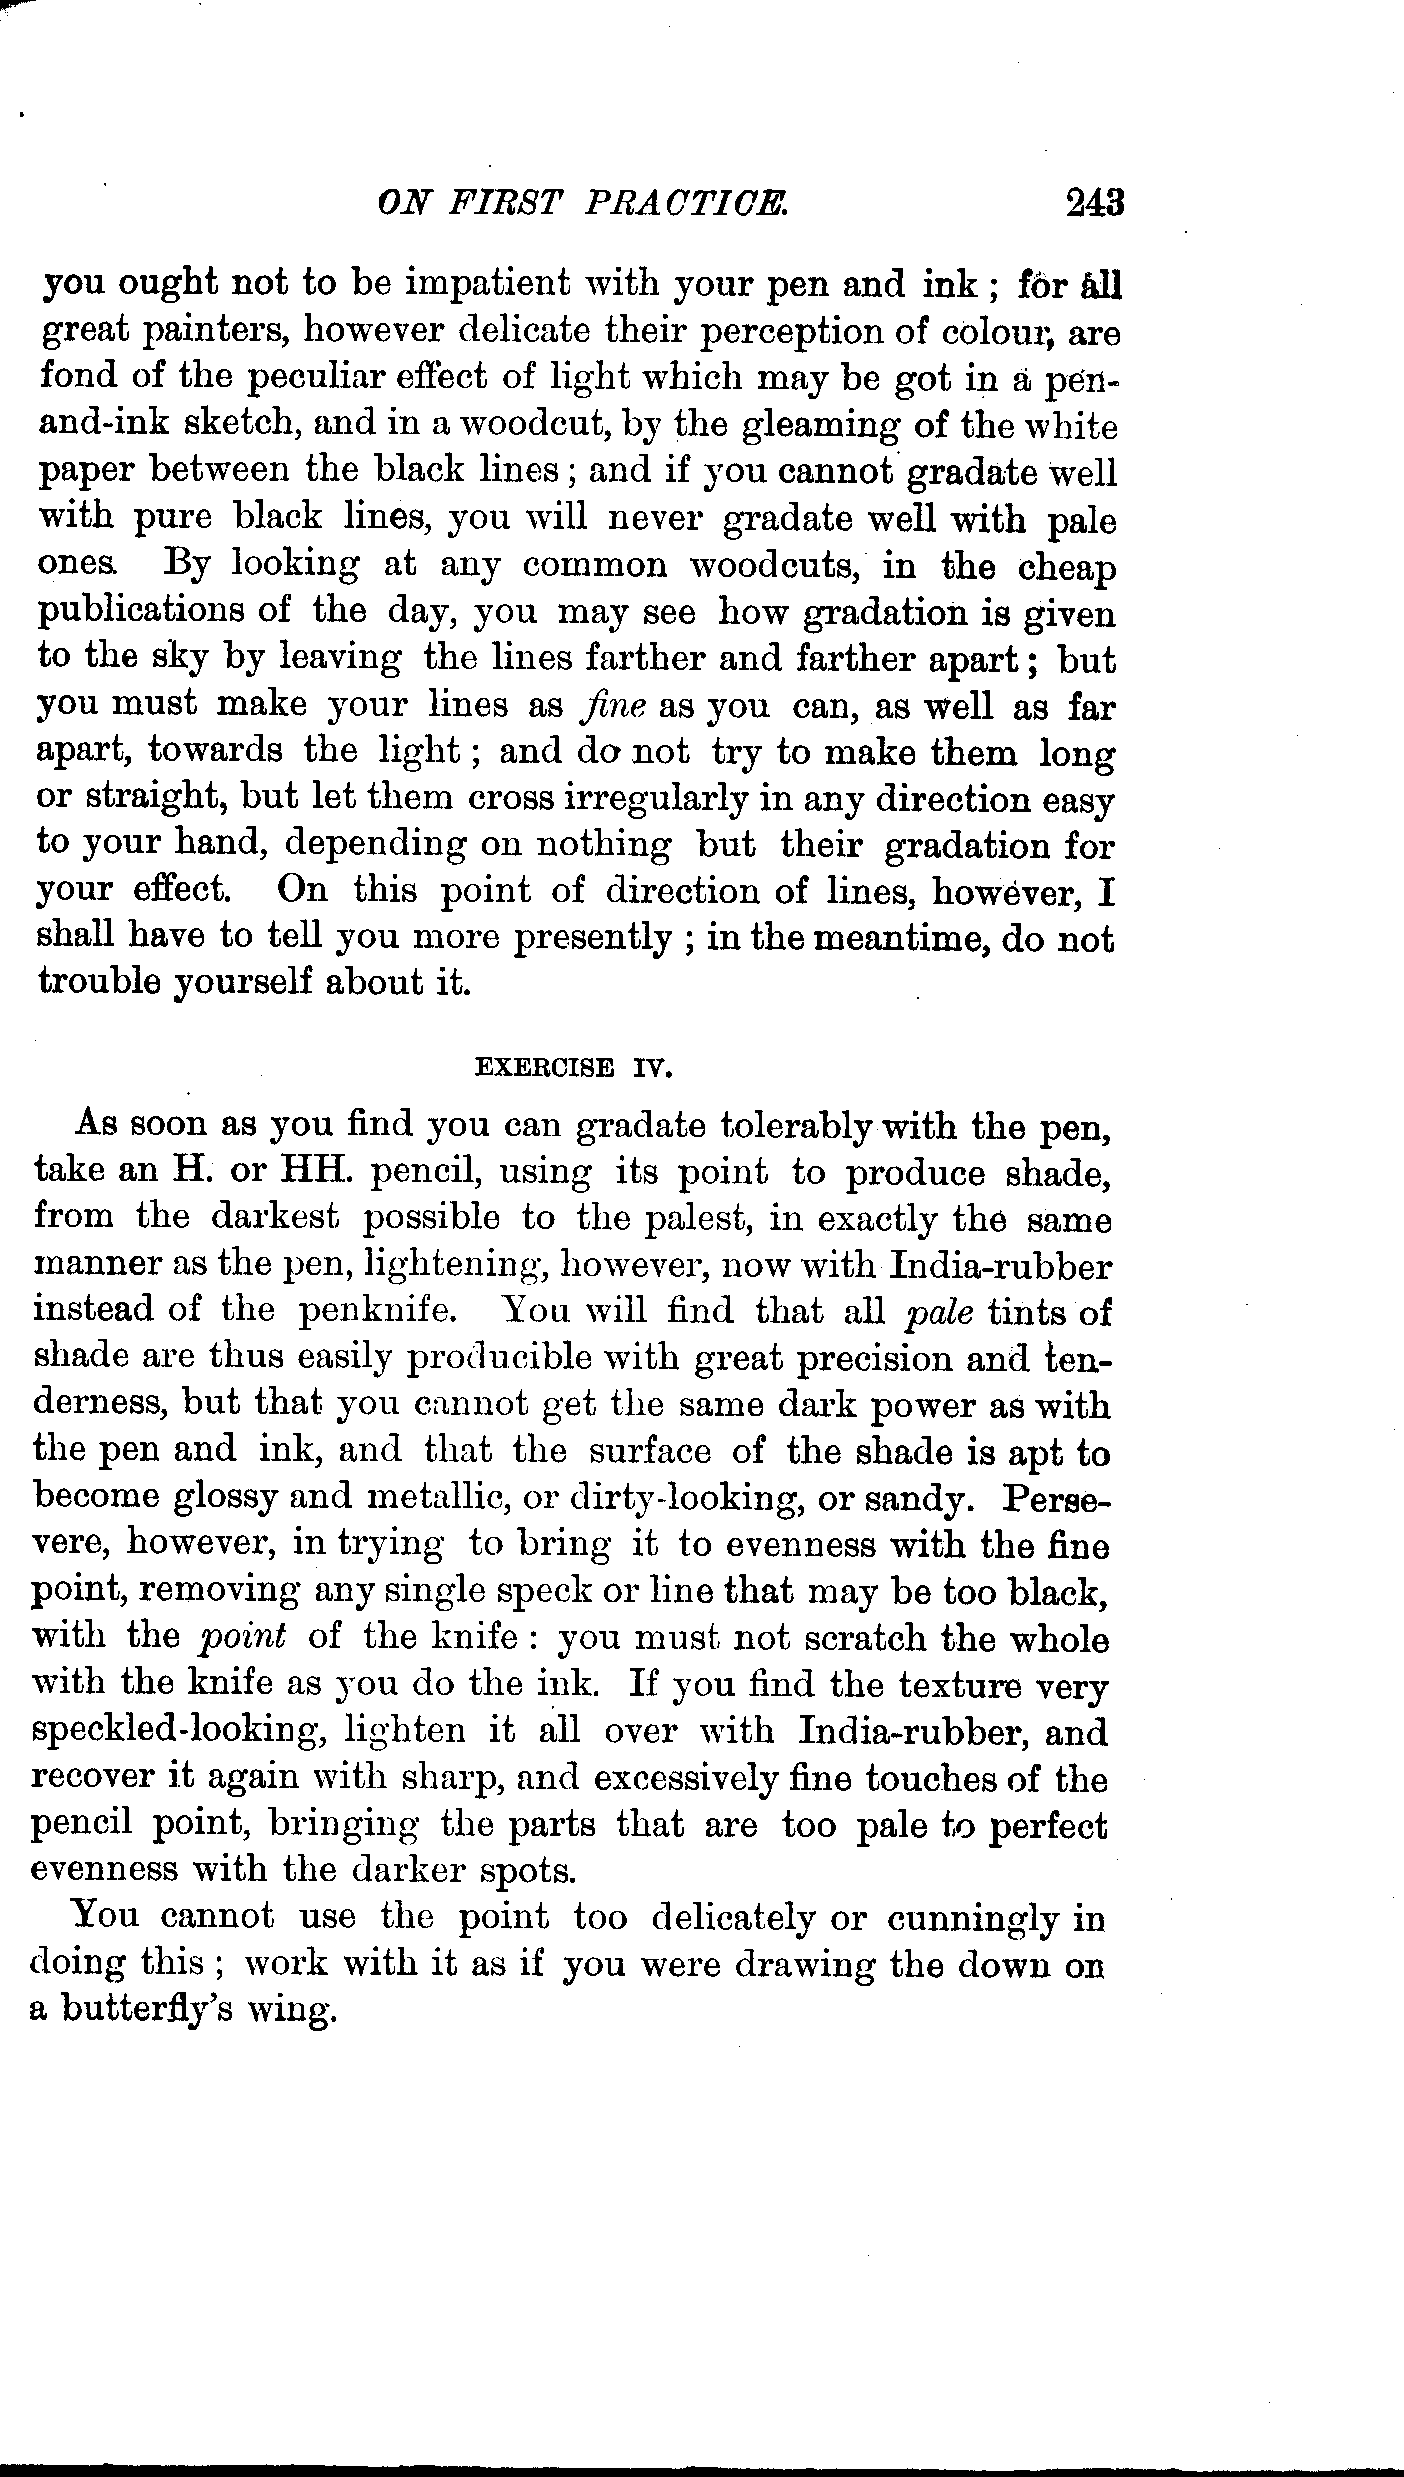 ON FIRST PRACTICE. 243
you ought not to be impatient with your pen and ink ; for all
great painters, however delicate their perception of colour, are
fond of the peculiar effect of light which may be got in a pen-
and-ink sketch, and in a woodcut, by the gleaming of the white
paper between the black lines ; and if you cannot gradate well
with pure black lines, you will never gradate well with pale
ones. By looking at any common woodcuts, in the cheap
publications of the day, you may see how gradation is given
to the sky by leaving the lines farther and farther apart ; but
you must make your lines as fine as you can, as well as far
apart, towards the light ; and do not try to make them long
or straight, but let them cross irregularly in any direction easy
to your hand, depending on nothing but their gradation for
your effect. On this point of direction of lines, however, I
shall have to tell you more presently ; in the meantime, do not
trouble yourself about it.
EXERCISE IV.
As soon as you find you can gradate tolerably with the pen,
take an H. or HH. pencil, using its point to produce shade,
from the darkest possible to the palest, in exactly the same
manner as the pen, lightening, however, now with India-rubber
instead of the penknife. You will find that all pale tints of
shade are thus easily producible with great precision and ten-
derness, but that you cannot get the same dark power as with
the pen and ink, and that the surface of the shade is apt to
become glossy and metallic, or dirty-looking, or sandy. Perse-
vere, however, in trying to bring it to evenness with the fine
point, removing any single speck or line that may be too black,
with the point of the knife : you must not scratch the whole
with the knife as you do the ink. If you find the texture very
speckled-looking, lighten it all over with India-rubber, and
recover it again with sharp, and excessively fine touches of the
pencil point, bringing the parts that are too pale to perfect
evenness with the darker spots.
You cannot use the point too delicately or cunningly in
doing this ; work with it as if you were drawing the down on
a butterfly's wing.